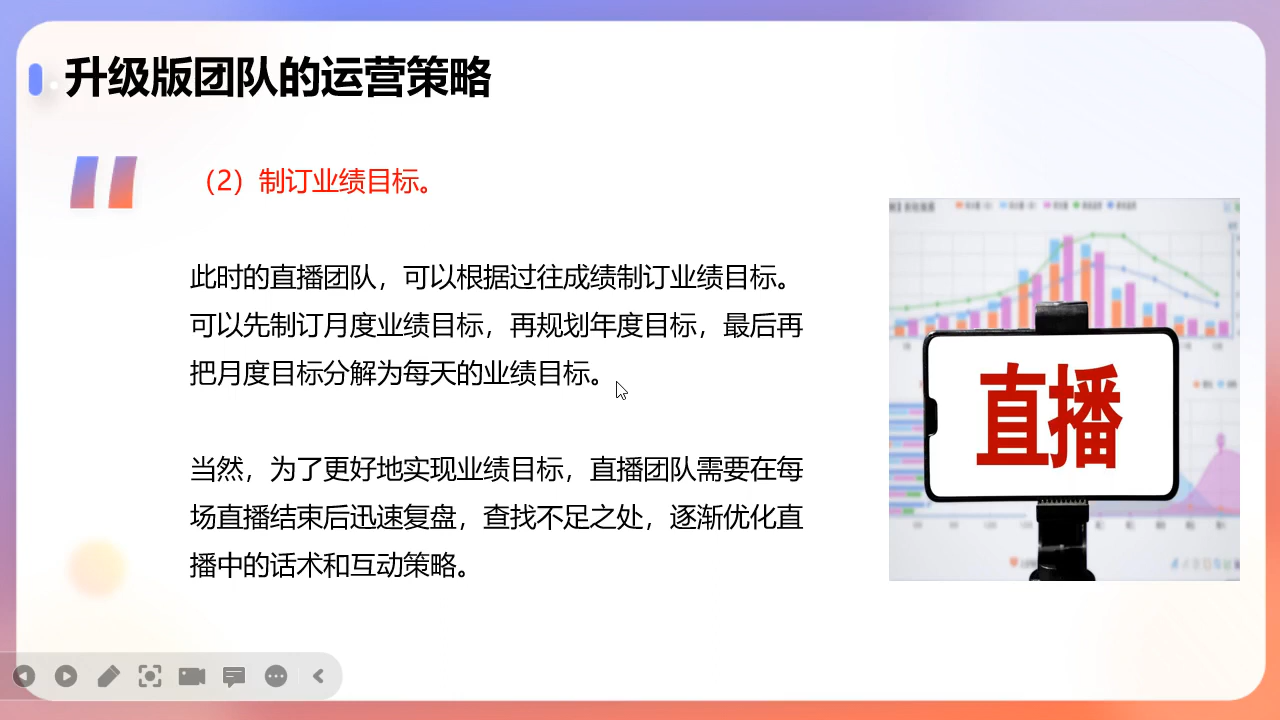 升级版团队的运营策略
（2）制订业绩目标。
此时的直播团队，可以根据过往成绩制订业绩目标。
可以先制订月度业绩目标，再规划年度目标，最后再
把月度目标分解为每天的业绩目标。
当然，为了更好地实现业绩目标，直播团队需要在每
场直播结束后迅速复盘，查找不足之处，逐渐优化直
播中的话术和互动策略。
直播